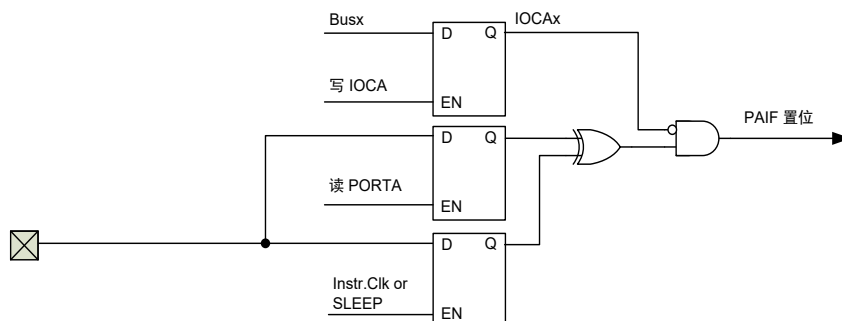 Busx
IOCAx
D
Q
写 IOCA
EN
PAIF 置位
D
Q
读 PORTA
EN
D
Q
Instr.Clk or
SLEEP
EN